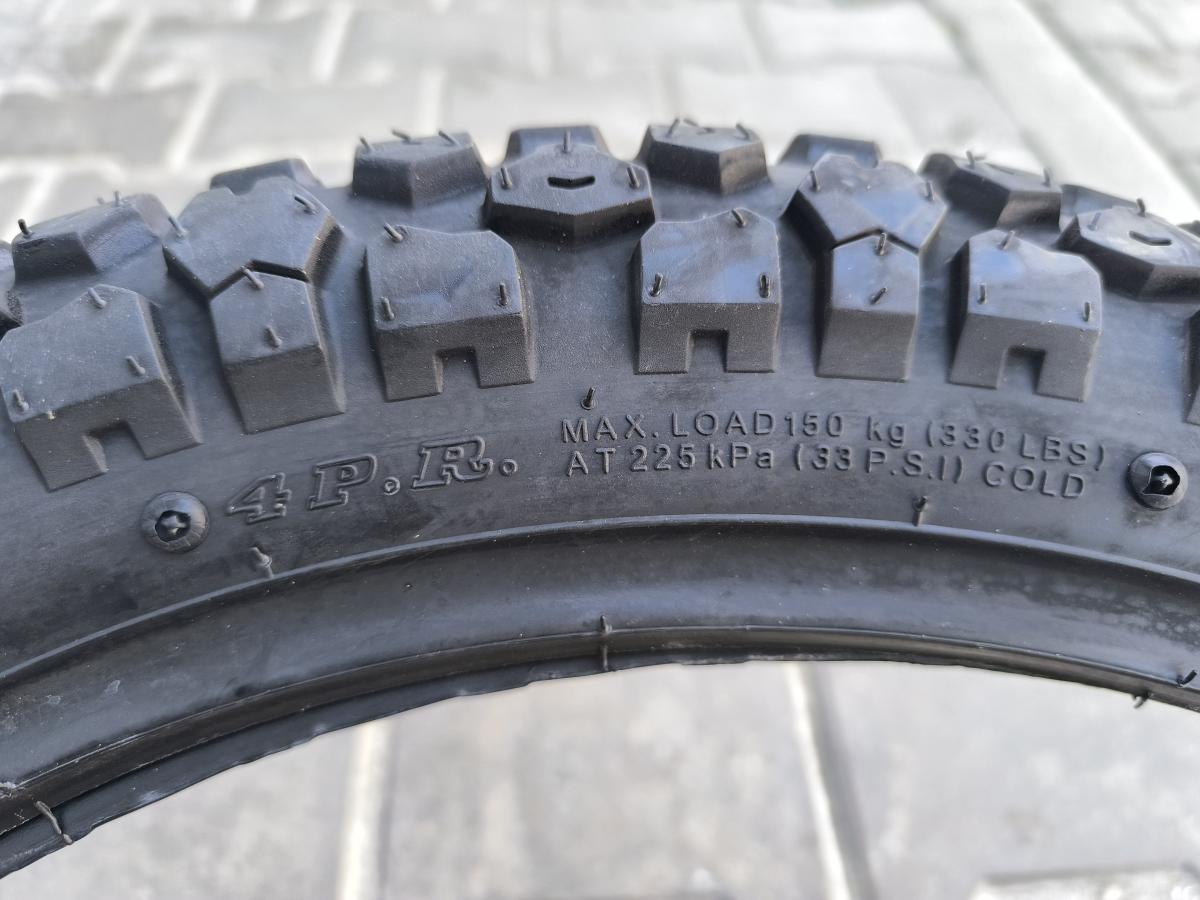 4 P.R.
MAX. LOAD 150 kg (330 LBS)
AT 225 kPa (33 P.S.I) COLD